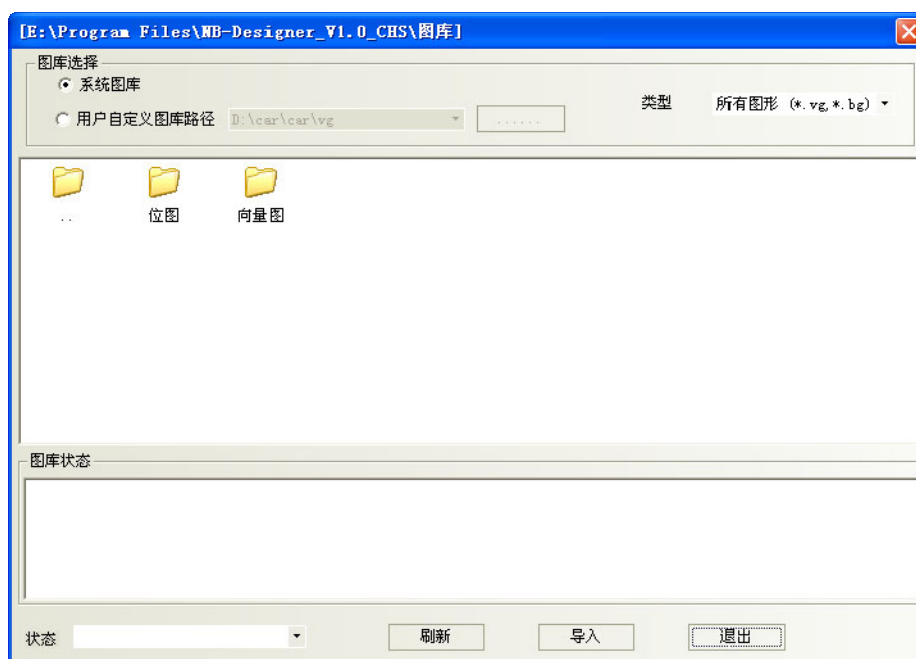 [E:\Program Files\NB-Designer_V1.0_CHS\图库]
图库选择
系统图库
用户自定义图库路径 D:\car\car\vg ......
类型 所有图形 (*.vg,*.bg)
.. 位图 向量图
图库状态
状态 刷新 导入 退出